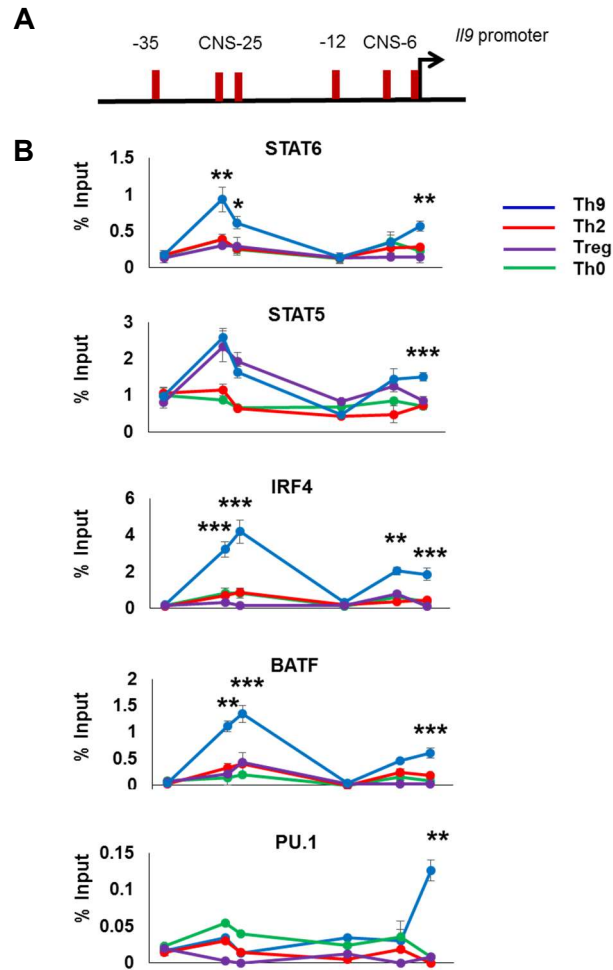 A
-35 CNS-25 -12 CNS-6 Il9 promoter
B
STAT6
% Input
1.5
1
0.5
0
** * **
Th9
Th2
Treg
Th0
STAT5
% Input
3
2
1
0
***
IRF4
% Input
6
4
2
0
*** *** ** ***
BATF
% Input
2
1.5
1
0.5
0
** *** ***
PU.1
% Input
0.15
0.1
0.05
0
**